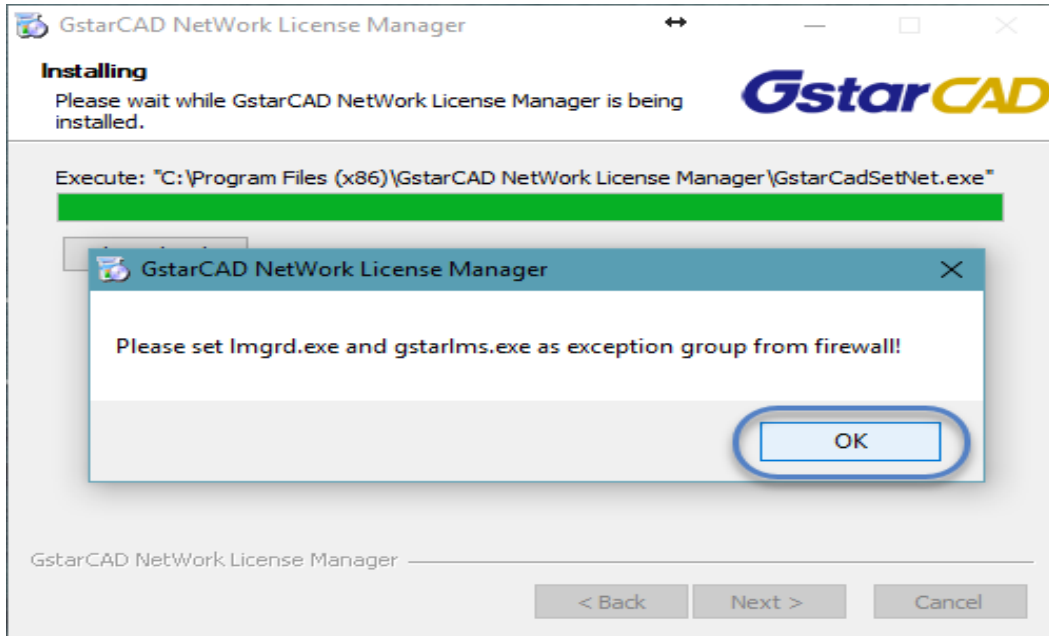 GstarCAD NetWork License Manager
Installing
Please wait while GstarCAD NetWork License Manager is being
installed.
GstarCAD
Execute: "C:\Program Files (x86)\GstarCAD NetWork License Manager\GstarCadSetNet.exe"
GstarCAD NetWork License Manager
Please set lmgrd.exe and gstarlms.exe as exception group from firewall!
OK
GstarCAD NetWork License Manager
< Back
Next >
Cancel